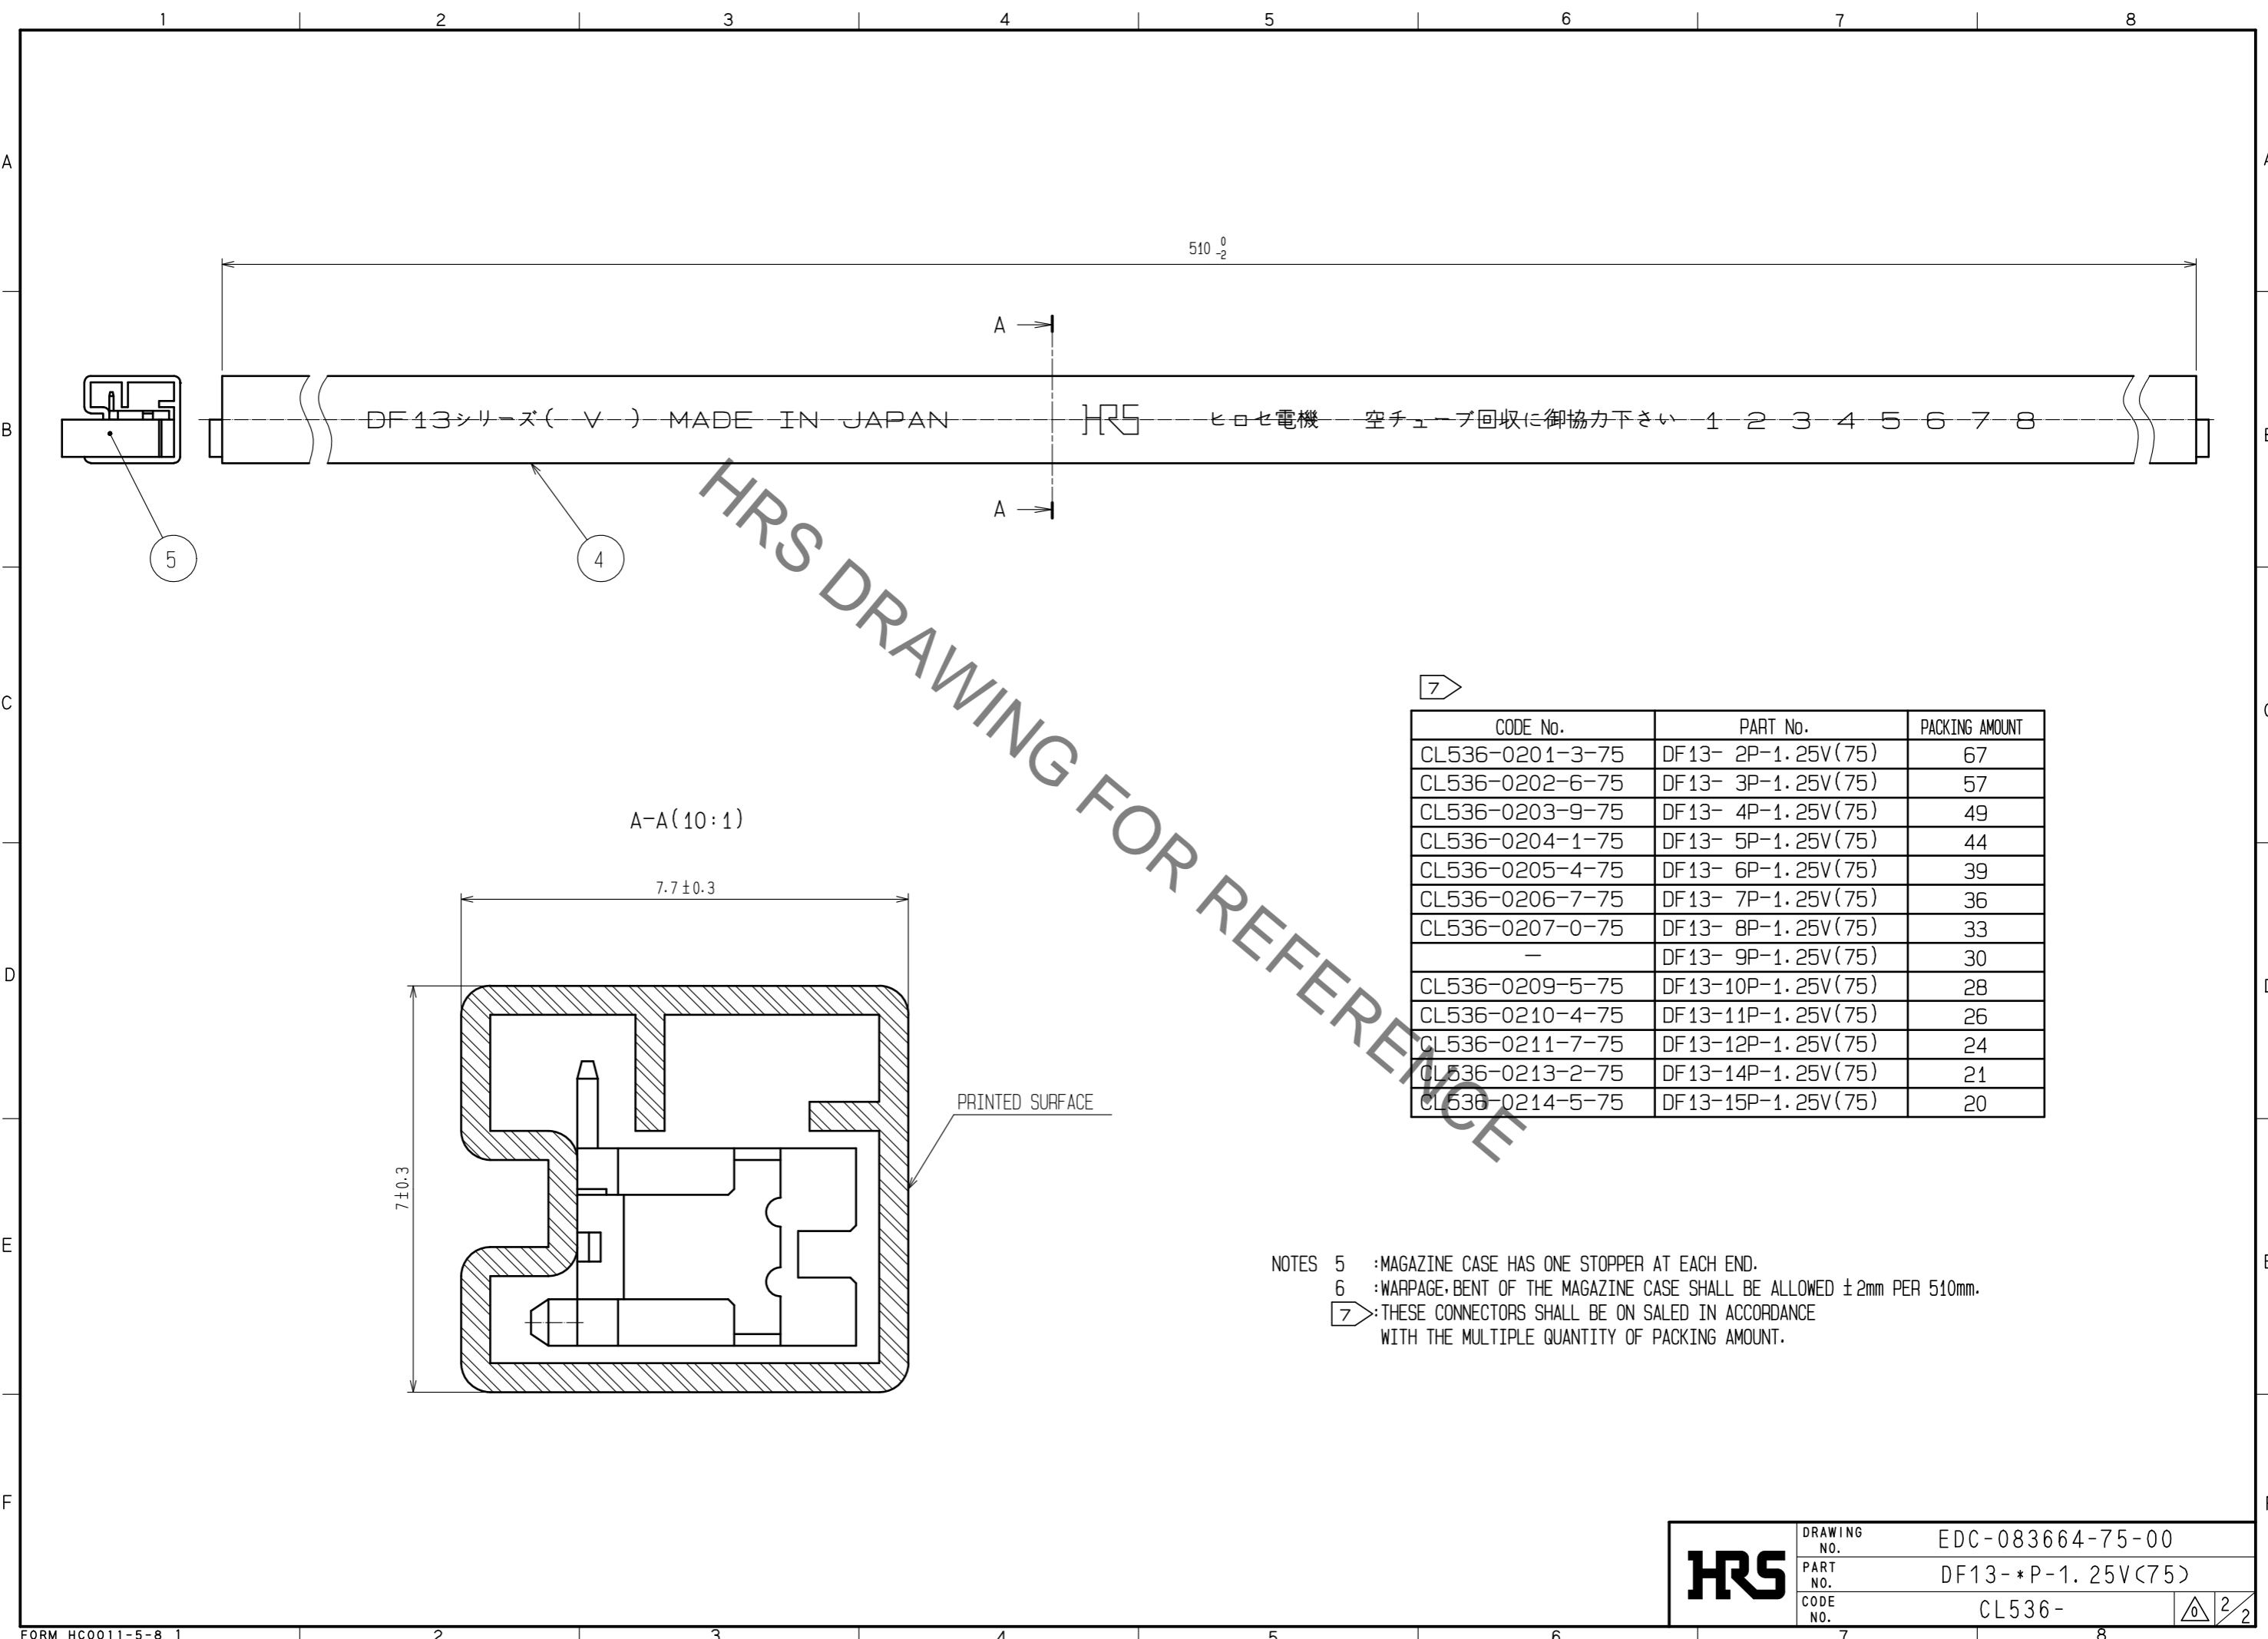 1 2 3 4 5 6 7 8
A
510 0 -2
A
B
DF13シリーズ( V ) MADE IN JAPAN HRS ヒロセ電機 空チューブ回収に御協力下さい 1 2 3 4 5 6 7 8
A
5
4
HRS DRAWING FOR REFERENCE
C
7
CODE No. PART No. PACKING AMOUNT
CL536-0201-3-75 DF13- 2P-1.25V(75) 67
CL536-0202-6-75 DF13- 3P-1.25V(75) 57
CL536-0203-9-75 DF13- 4P-1.25V(75) 49
CL536-0204-1-75 DF13- 5P-1.25V(75) 44
CL536-0205-4-75 DF13- 6P-1.25V(75) 39
CL536-0206-7-75 DF13- 7P-1.25V(75) 36
CL536-0207-0-75 DF13- 8P-1.25V(75) 33
— DF13- 9P-1.25V(75) 30
CL536-0209-5-75 DF13-10P-1.25V(75) 28
CL536-0210-4-75 DF13-11P-1.25V(75) 26
CL536-0211-7-75 DF13-12P-1.25V(75) 24
CL536-0213-2-75 DF13-14P-1.25V(75) 21
CL536-0214-5-75 DF13-15P-1.25V(75) 20
A-A(10:1)
7.7±0.3
D
PRINTED SURFACE
7±0.3
E
NOTES 5 :MAGAZINE CASE HAS ONE STOPPER AT EACH END.
6 :WARPAGE,BENT OF THE MAGAZINE CASE SHALL BE ALLOWED ±2mm PER 510mm.
7 :THESE CONNECTORS SHALL BE ON SALED IN ACCORDANCE
WITH THE MULTIPLE QUANTITY OF PACKING AMOUNT.
F
HRS
DRAWING NO. EDC-083664-75-00
PART NO. DF13-*P-1.25V(75)
CODE NO. CL536- 0 2/2
FORM HC0011-5-8 1 2 3 4 5 6 7 8